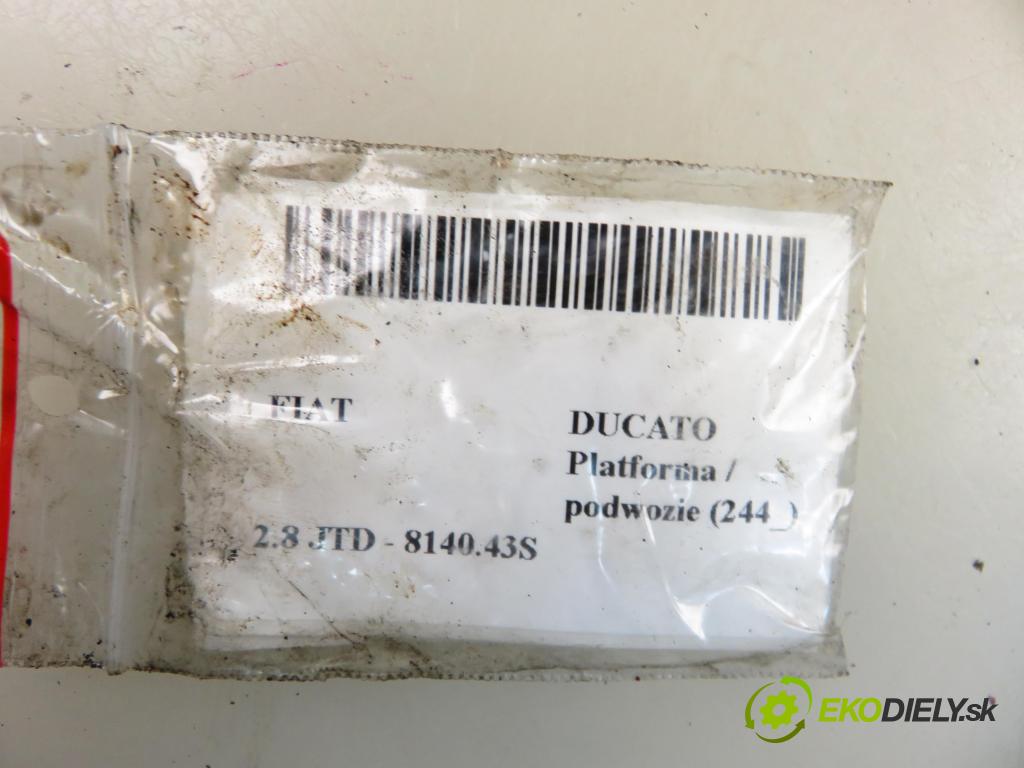 FIAT
DUCATO
Platforma /
podwozie (244_)
2.8 JTD - 8140.43S
EKODIELY.sk